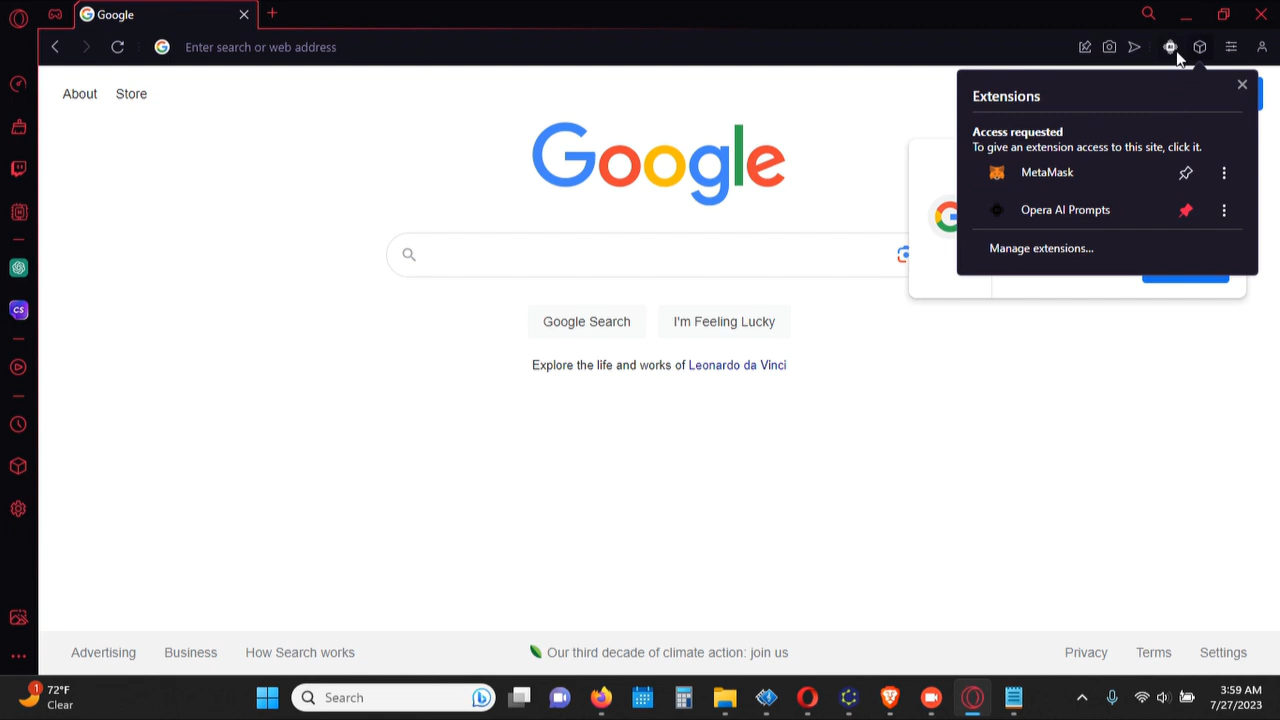 Google
Enter search or web address
About
Store
Extensions
Access requested
To give an extension access to this site, click it.
MetaMask
Opera AI Prompts
Manage extensions...
Google
CS
Google Search
I'm Feeling Lucky
Explore the life and works of Leonardo da Vinci
Advertising
Business
How Search works
Our third decade of climate action: join us
Privacy
Terms
Settings
1
72°F
Clear
Search
3:59 AM
7/27/2023